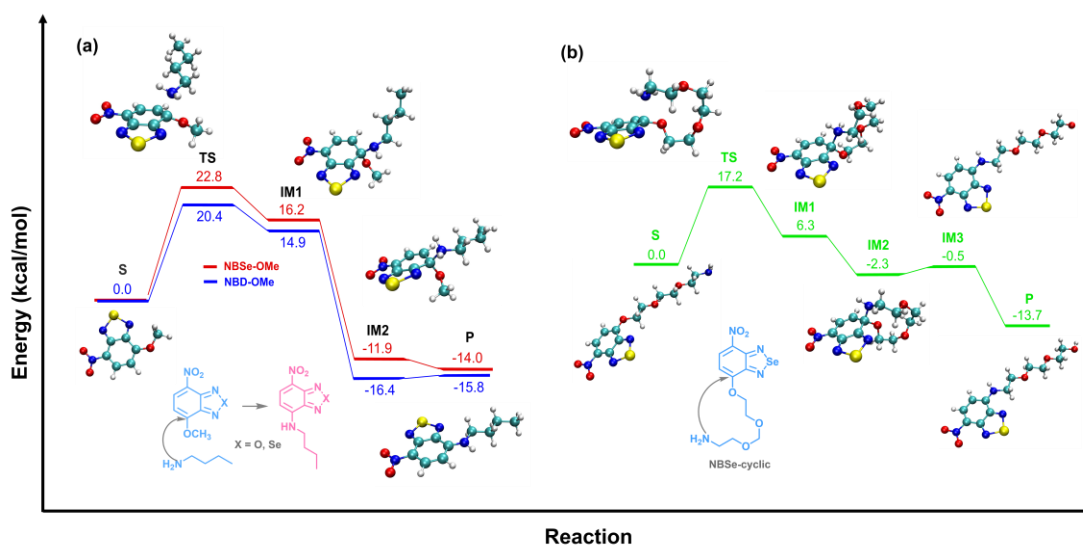 Energy (kcal/mol)
(a)
TS
22.8
20.4
IM1
16.2
14.9
S
0.0
NBSe-OMe
NBD-OMe
IM2
-11.9
-16.4
P
-14.0
-15.8
NO₂
N
X
N
OCH₃
H₂N
NO₂
N
X
N
HN
X = O, Se
(b)
TS
17.2
S
0.0
IM1
6.3
IM2
-2.3
IM3
-0.5
P
-13.7
NO₂
N
Se
N
O
O
O
NH₂
NBSe-cyclic
Reaction